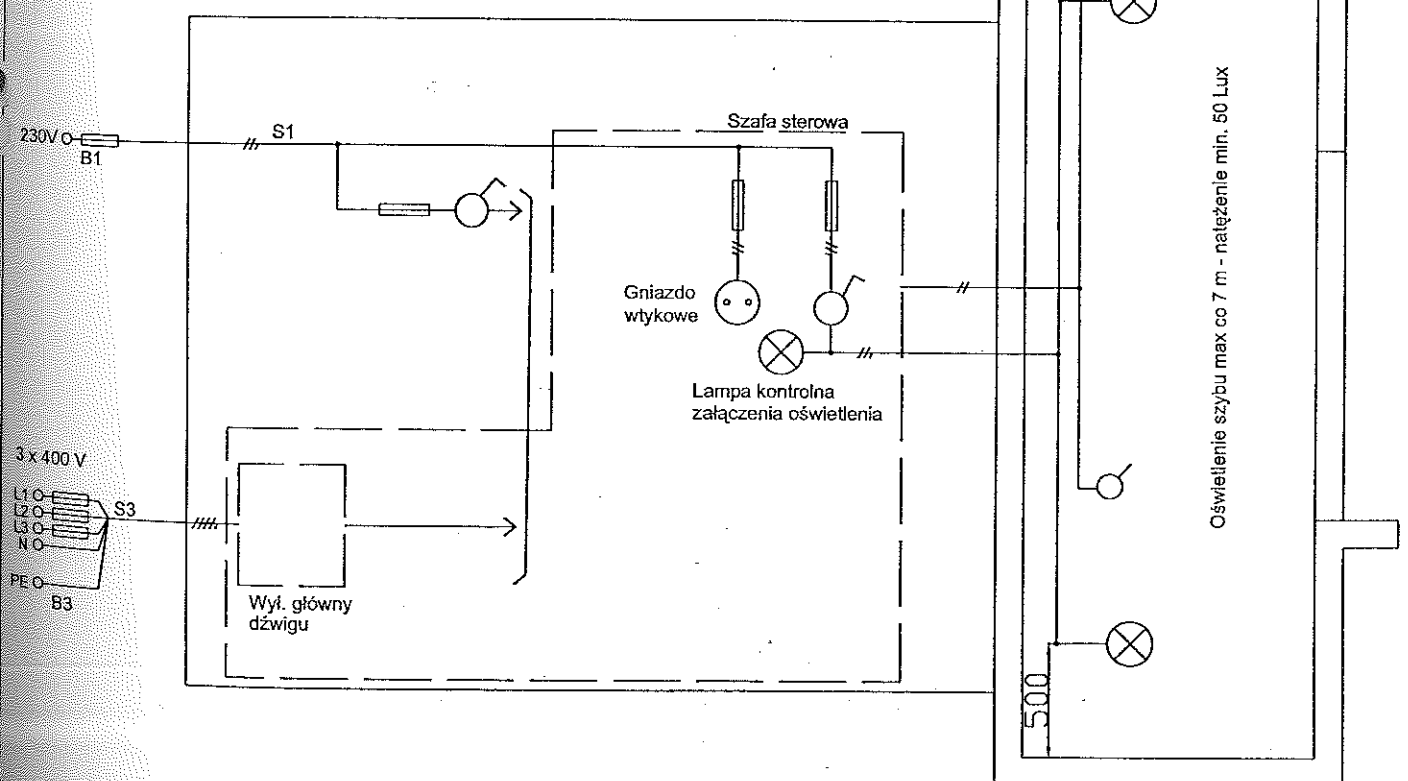 230V
B1
S1
Szafa sterowa
Gniazdo
wtykowe
Lampa kontrolna
załączenia oświetlenia
3 x 400 V
L1
L2
L3
N
PE
S3
B3
Wył. główny
dźwigu
Oświetlenie szybu max co 7 m - natężenie min. 50 Lux
500